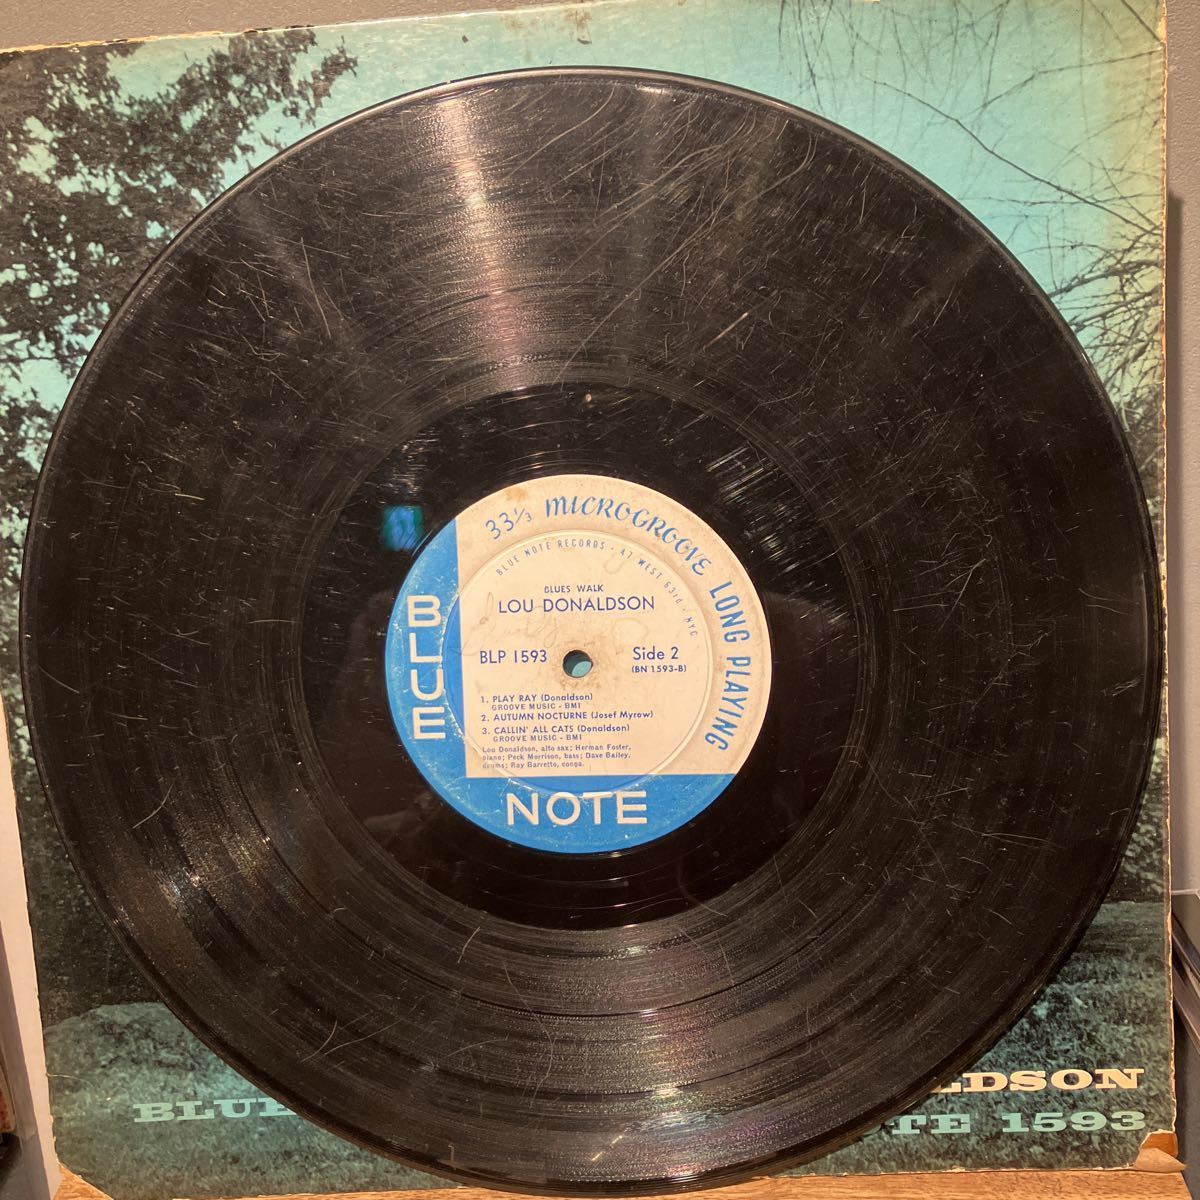 33⅓ MICROGROOVE LONG PLAYING
BLUE NOTE RECORDS · 47 WEST 63rd · NYC
BLUES WALK
LOU DONALDSON
BLP 1593
Side 2
(BN 1593-B)
1. PLAY RAY (Donaldson)
GROOVE MUSIC - BMI
2. AUTUMN NOCTURNE (Josef Myrow)
3. CALLIN' ALL CATS (Donaldson)
GROOVE MUSIC - BMI
Lou Donaldson, alto sax; Herman Foster,
piano; Peck Morrison, bass; Dave Bailey,
drums; Ray Barretto, conga.
BLUE
NOTE
LDSON
BLUE
OTE 1593